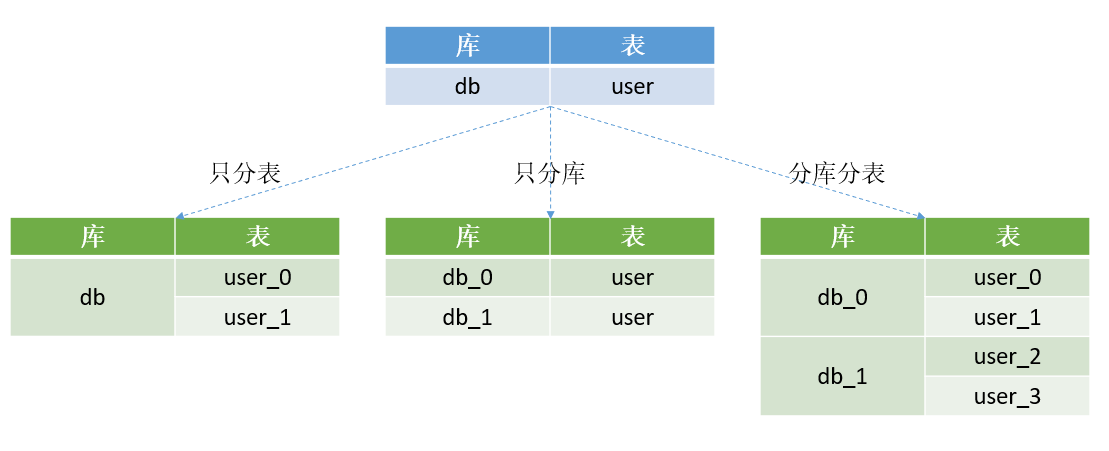 库 表
db user
只分表 只分库 分库分表
库 表
db user_0
user_1
库 表
db_0 user
db_1 user
库 表
db_0 user_0
user_1
db_1 user_2
user_3